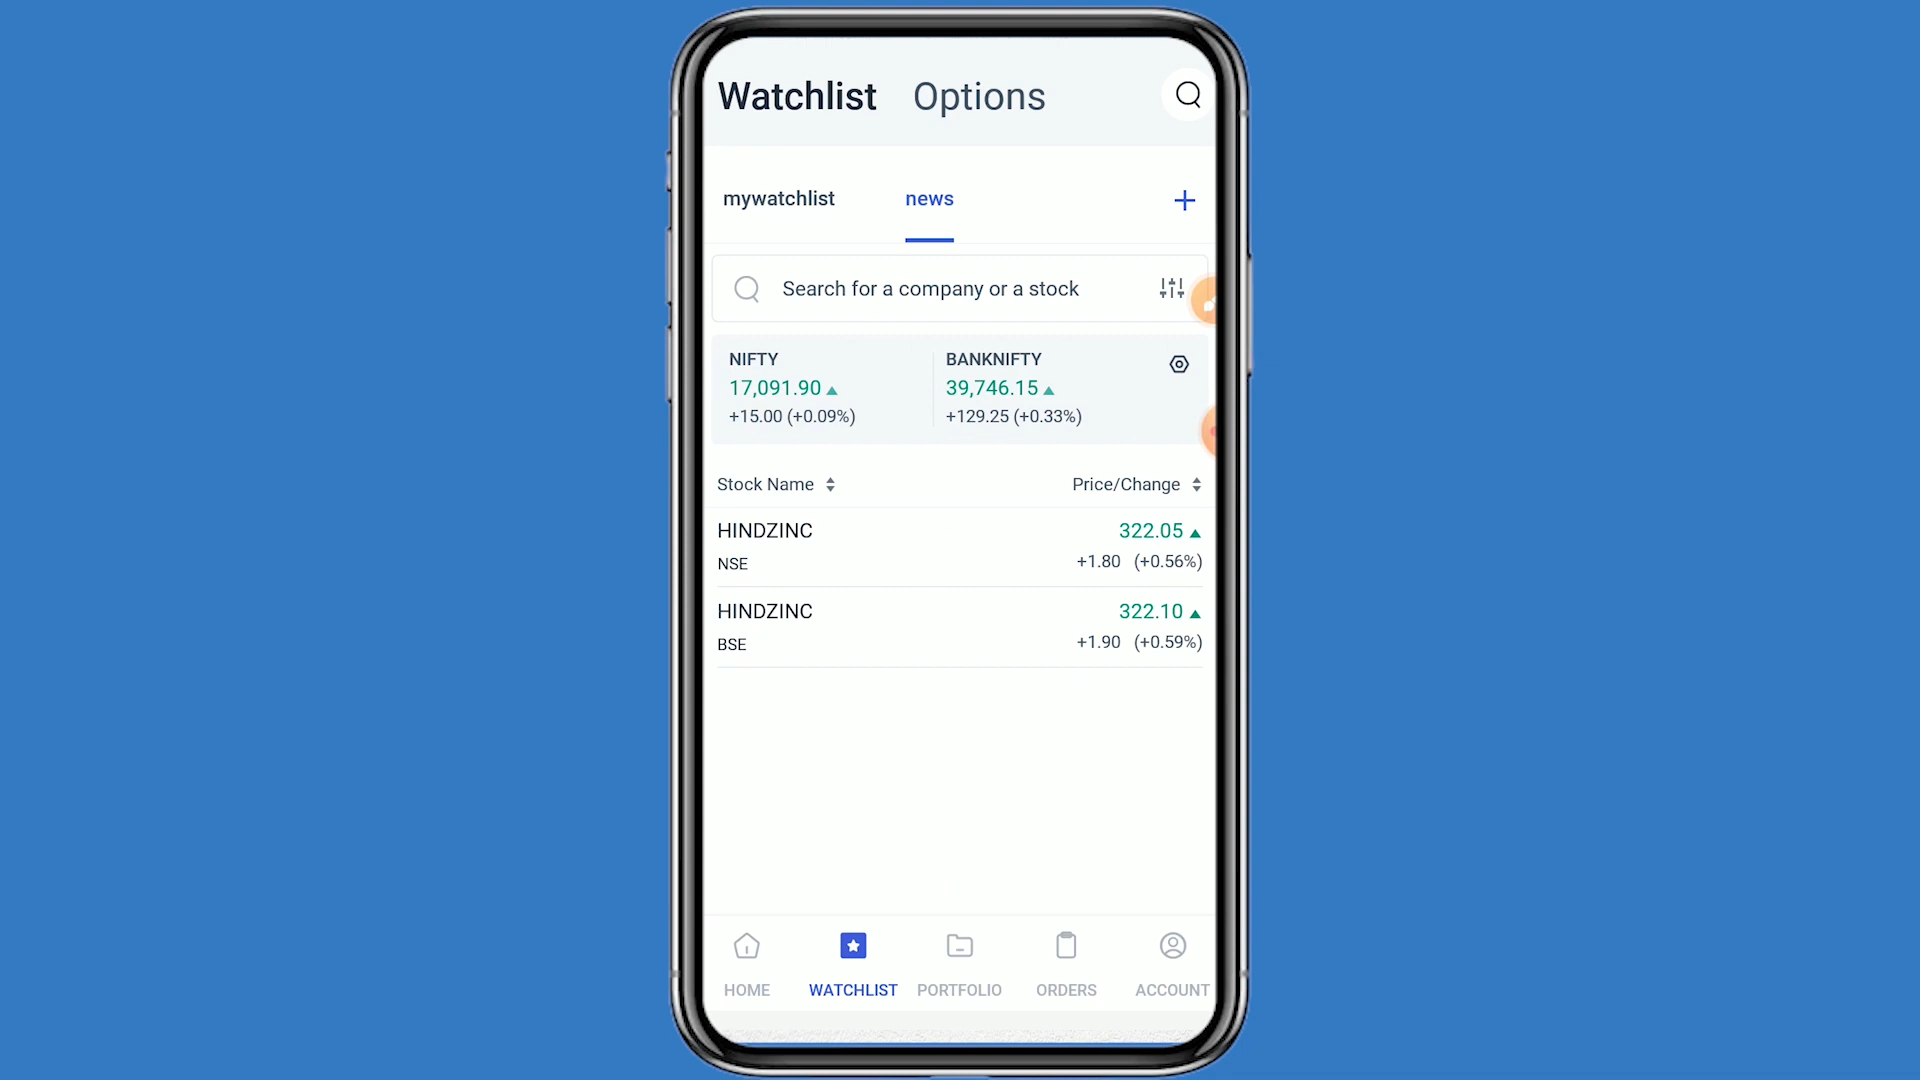 Watchlist Options
mywatchlist news
Search for a company or a stock
NIFTY BANKNIFTY
17,091.90 39,746.15
+15.00 (+0.09%) +129.25 (+0.33%)
Stock Name Price/Change
HINDZINC 322.05
NSE +1.80 (+0.56%)
HINDZINC 322.10
BSE +1.90 (+0.59%)
HOME WATCHLIST PORTFOLIO ORDERS ACCOUNT